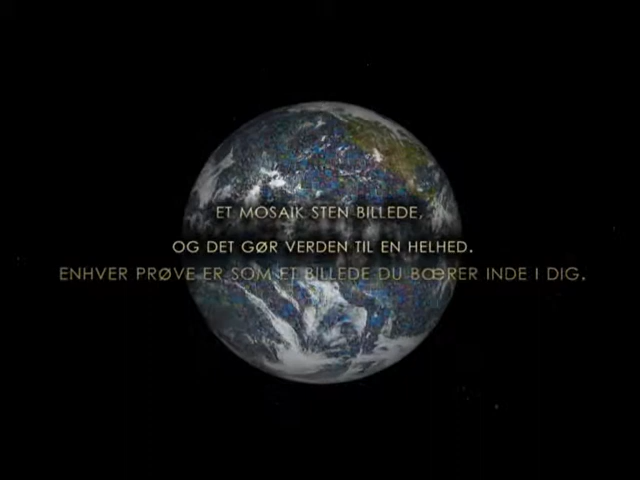 ET MOSAIK STEN BILLEDE,
OG DET GØR VERDEN TIL EN HELHED.
ENHVER PRØVE ER SOM ET BILLEDE DU BÆRER INDE I DIG.